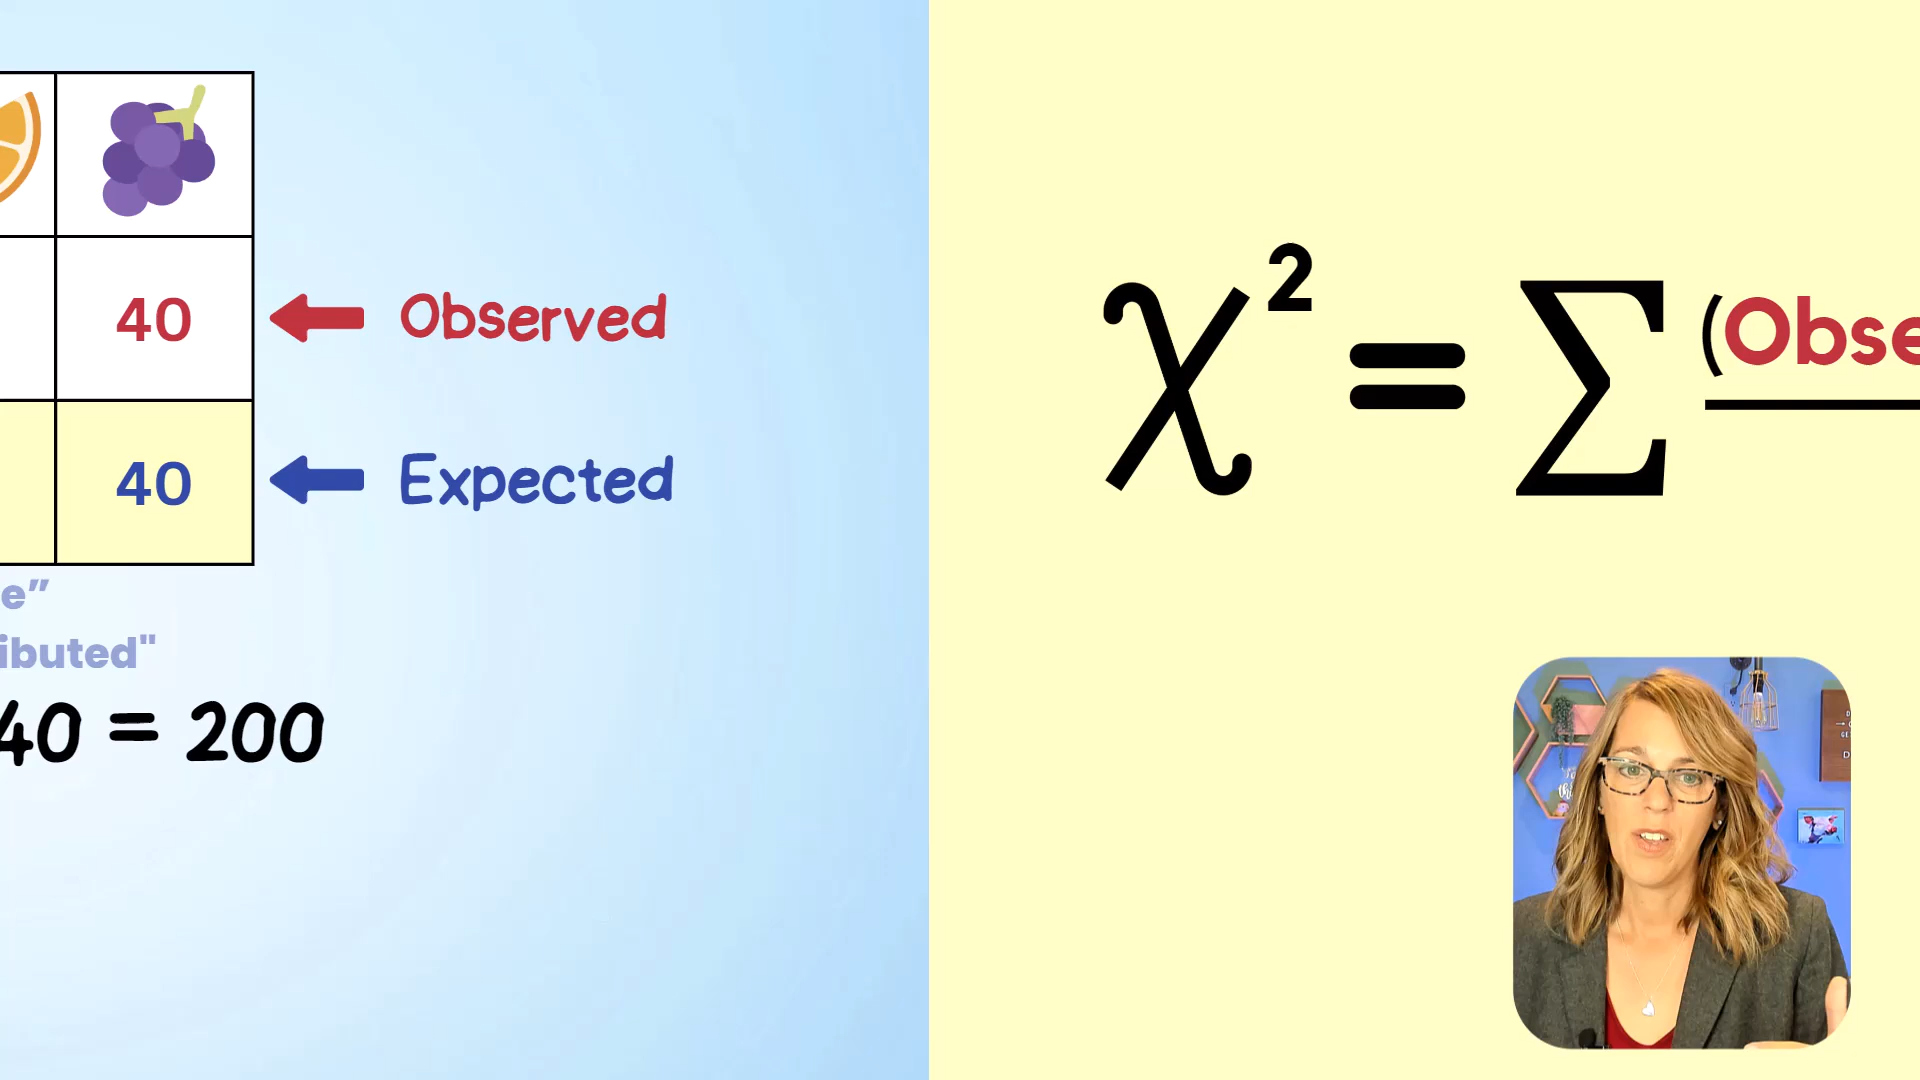 40 Observed
40 Expected
e”
ibuted"
40 = 200
χ² = Σ (Obse